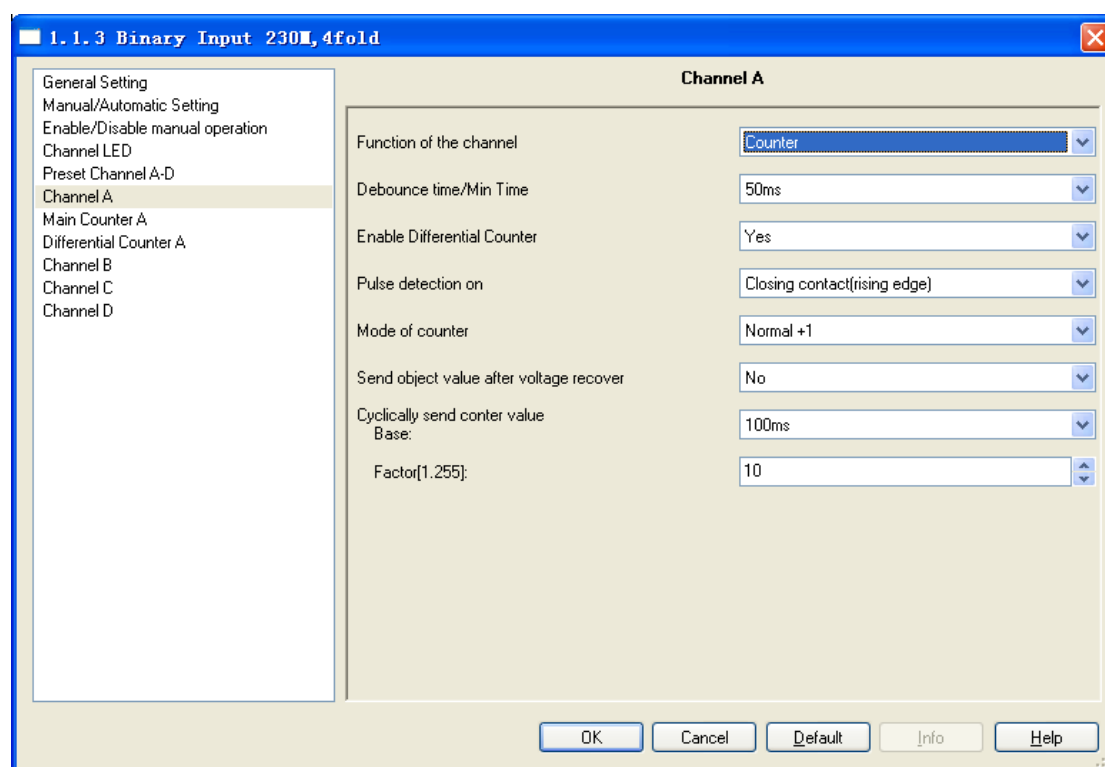 1.1.3 Binary Input 230M,4fold
General Setting
Manual/Automatic Setting
Enable/Disable manual operation
Channel LED
Preset Channel A-D
Channel A
Main Counter A
Differential Counter A
Channel B
Channel C
Channel D
Channel A
Function of the channel
Counter
Debounce time/Min Time
50ms
Enable Differential Counter
Yes
Pulse detection on
Closing contact(rising edge)
Mode of counter
Normal +1
Send object value after voltage recover
No
Cyclically send conter value
Base:
100ms
Factor[1.255]:
10
OK
Cancel
Default
Info
Help